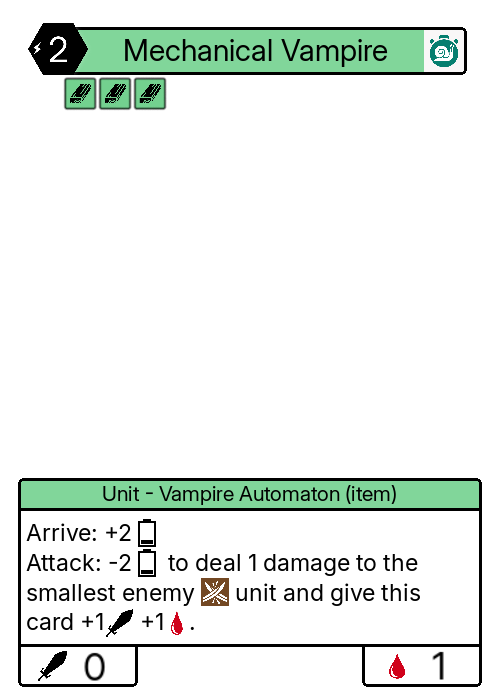 2 Mechanical Vampire
Unit - Vampire Automaton (item)
Arrive: +2
Attack: -2 to deal 1 damage to the
smallest enemy unit and give this
card +1 +1 .
0 1